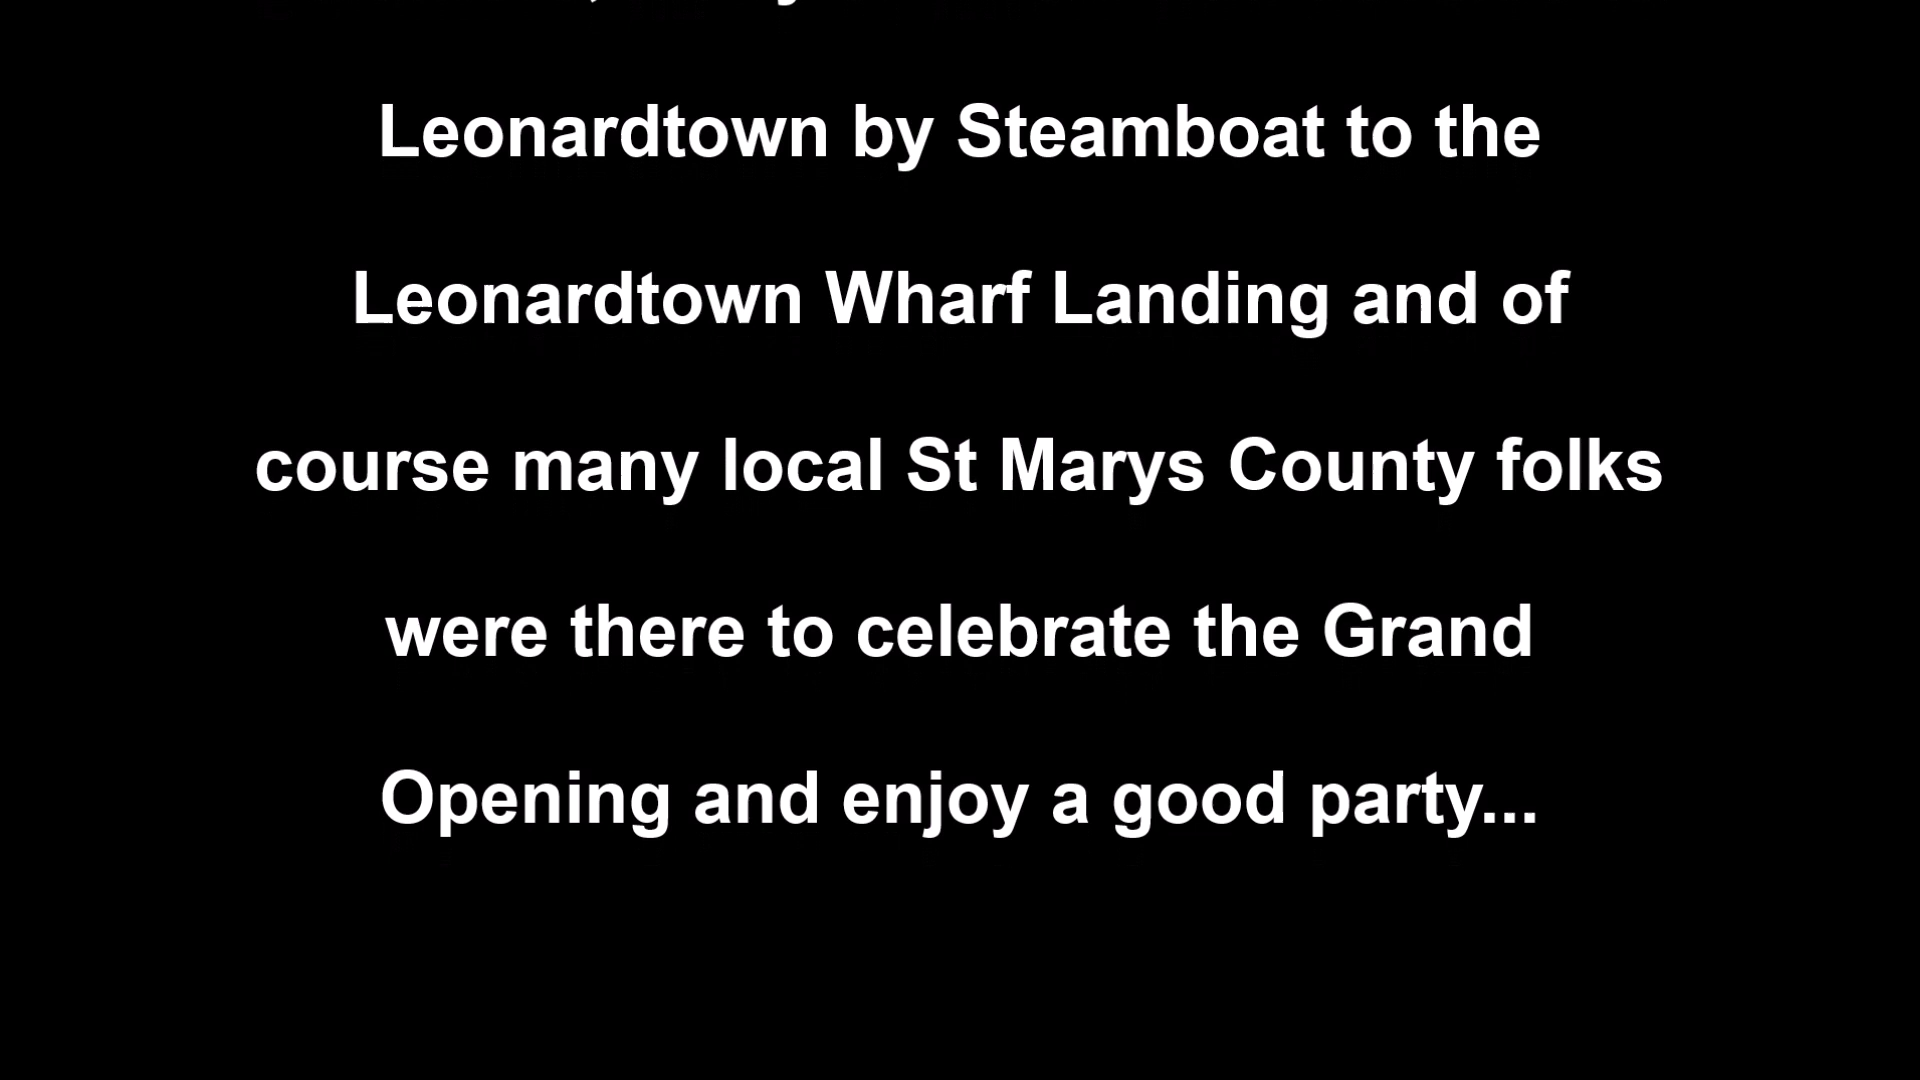 Leonardtown by Steamboat to the
Leonardtown Wharf Landing and of
course many local St Marys County folks
were there to celebrate the Grand
Opening and enjoy a good party...